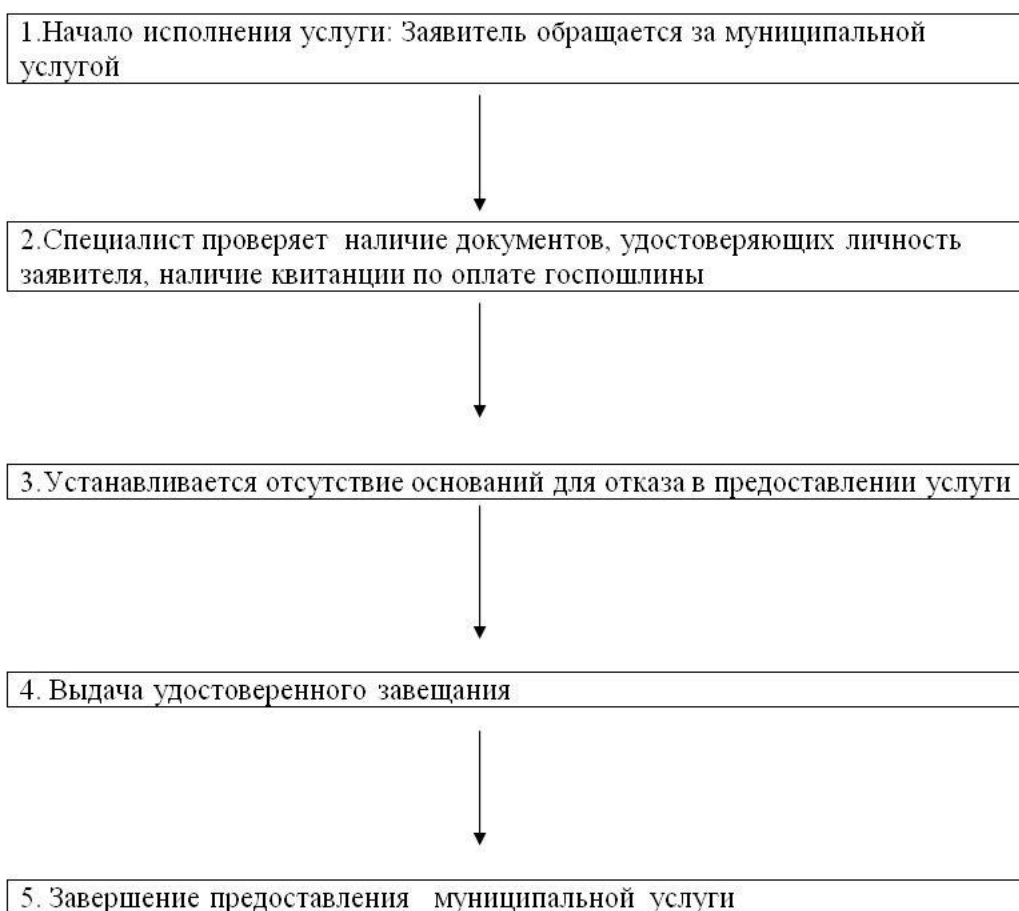 1.Начало исполнения услуги: Заявитель обращается за муниципальной
услугой
2.Специалист проверяет  наличие документов, удостоверяющих личность
заявителя, наличие квитанции по оплате госпошлины
3.Устанавливается отсутствие оснований для отказа в предоставлении услуги
4. Выдача удостоверенного завещания
5. Завершение предоставления   муниципальной  услуги